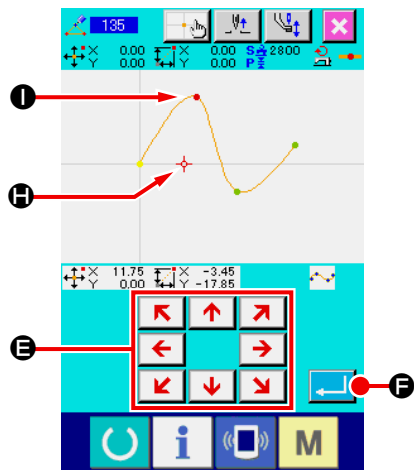 135
X 0.00 X 0.00 S 2800
Y 0.00 Y 0.00 P
I
H
X 11.75 X -3.45
Y 0.00 Y -17.85
E
F
i M